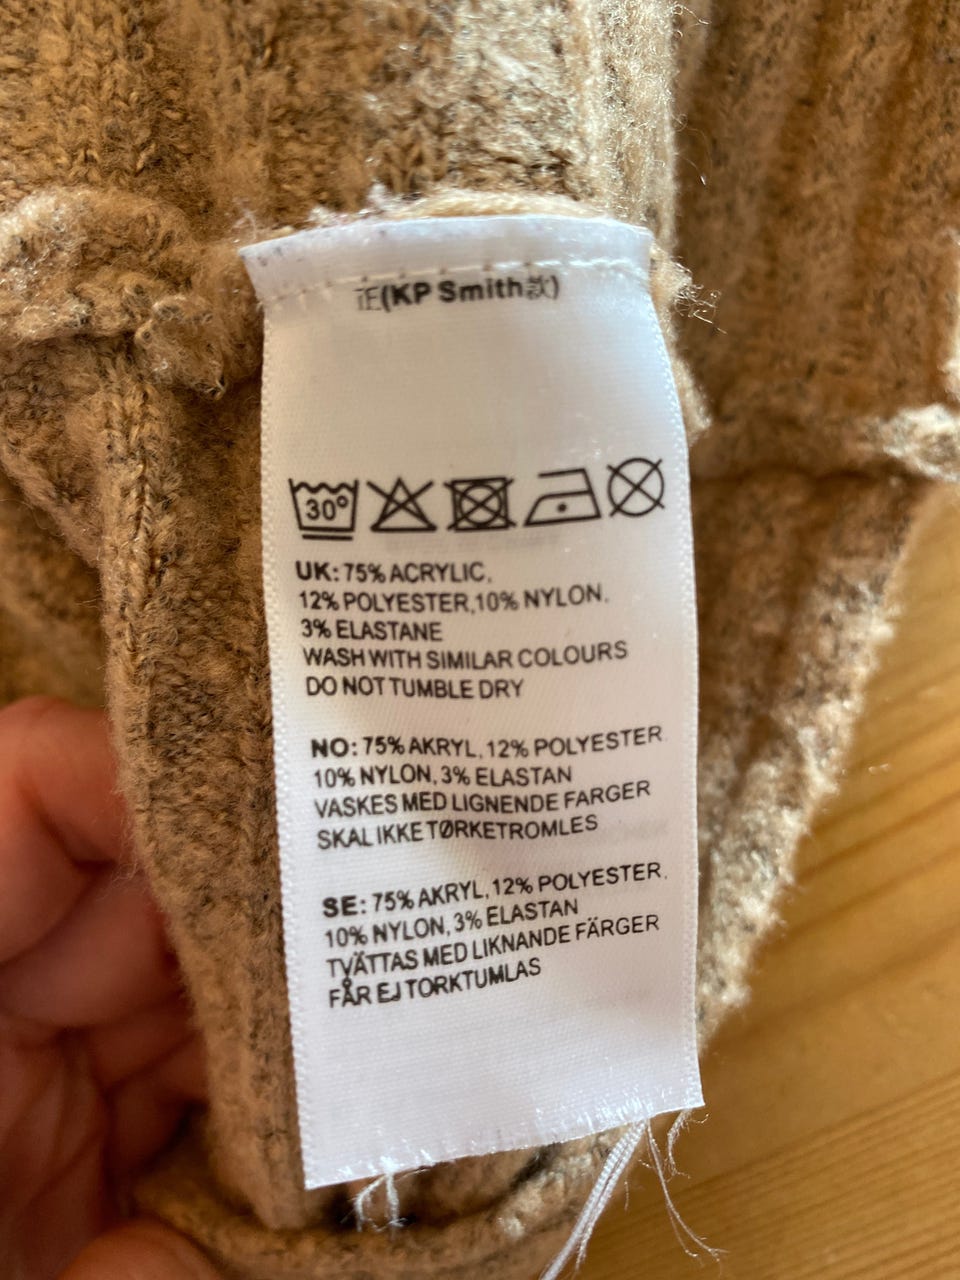 正(KP Smith款)
30°
UK: 75% ACRYLIC,
12% POLYESTER,10% NYLON,
3% ELASTANE
WASH WITH SIMILAR COLOURS
DO NOT TUMBLE DRY
NO: 75% AKRYL, 12% POLYESTER
10% NYLON, 3% ELASTAN
VASKES MED LIGNENDE FARGER
SKAL IKKE TØRKETROMLES
SE: 75% AKRYL, 12% POLYESTER,
10% NYLON, 3% ELASTAN
TVÄTTAS MED LIKNANDE FÄRGER
FÅR EJ TORKTUMLAS